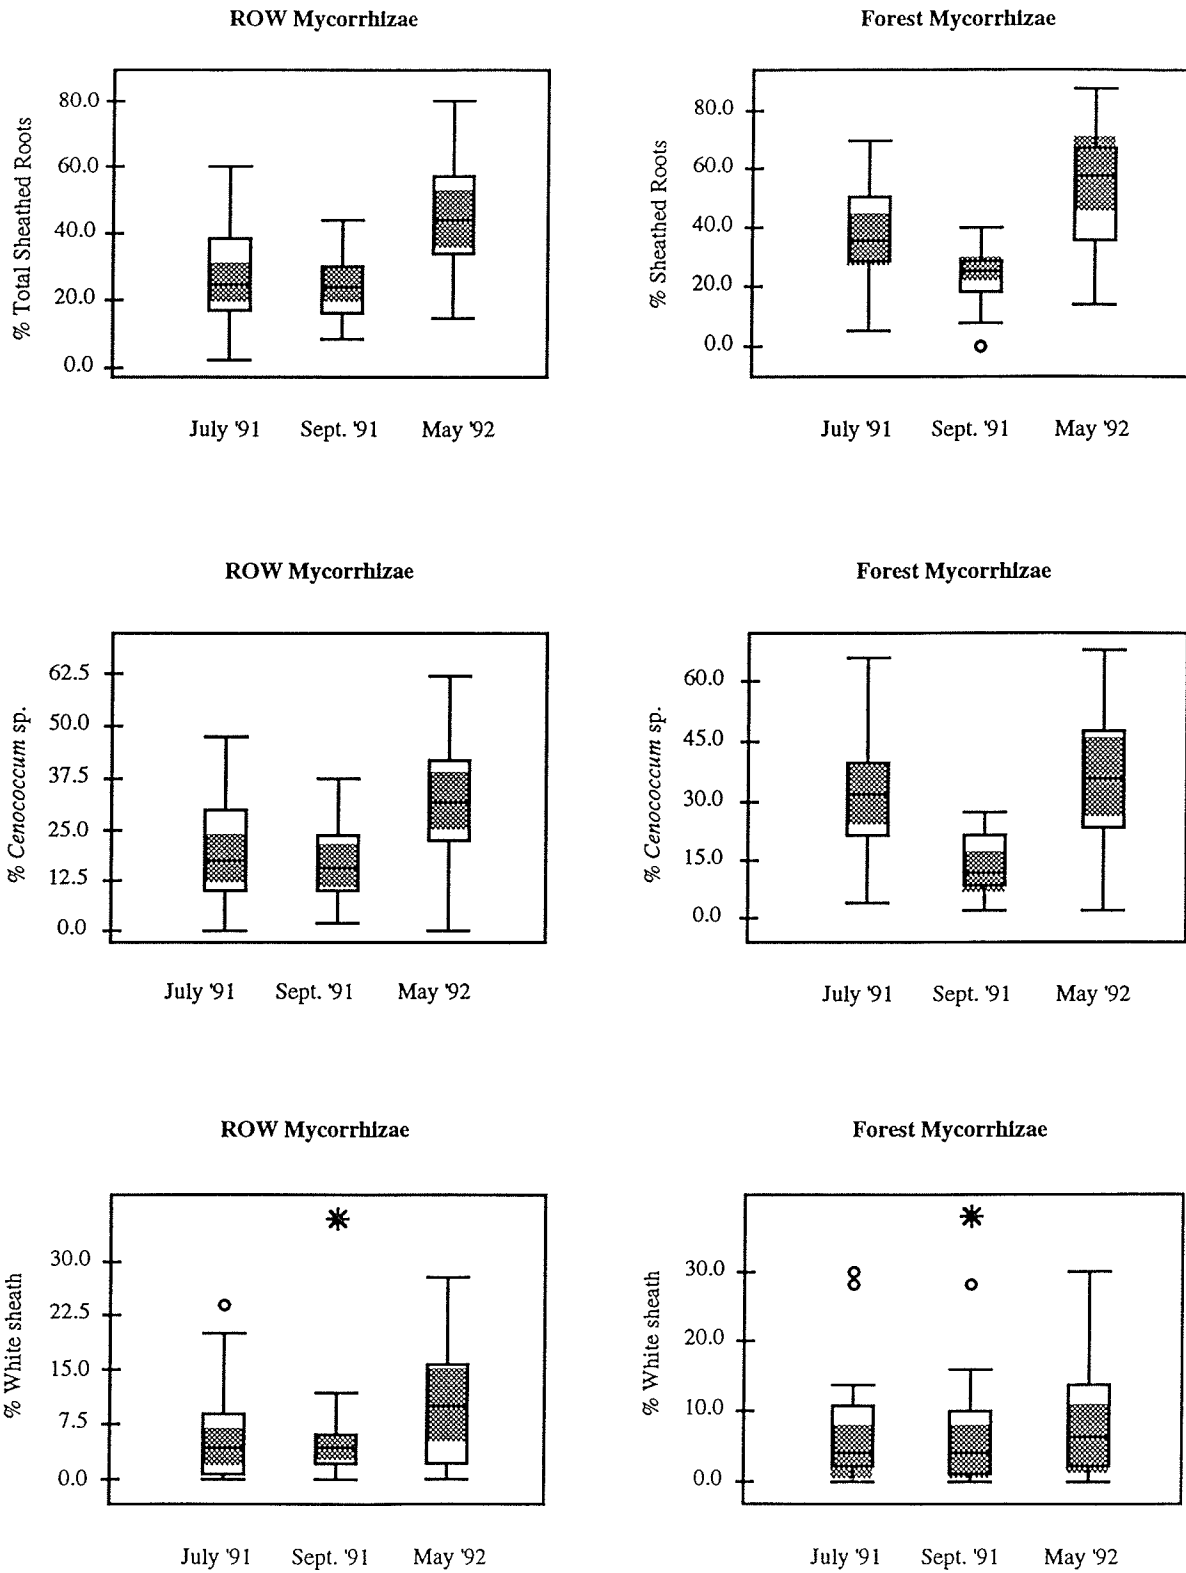 ROW Mycorrhizae
% Total Sheathed Roots
80.0
60.0
40.0
20.0
0.0
July '91 Sept. '91 May '92
Forest Mycorrhizae
% Sheathed Roots
80.0
60.0
40.0
20.0
0.0
July '91 Sept. '91 May '92
ROW Mycorrhizae
% Cenococcum sp.
62.5
50.0
37.5
25.0
12.5
0.0
July '91 Sept. '91 May '92
Forest Mycorrhizae
% Cenococcum sp.
60.0
45.0
30.0
15.0
0.0
July '91 Sept. '91 May '92
ROW Mycorrhizae
% White sheath
30.0
22.5
15.0
7.5
0.0
July '91 Sept. '91 May '92
Forest Mycorrhizae
% White sheath
30.0
20.0
10.0
0.0
July '91 Sept. '91 May '92